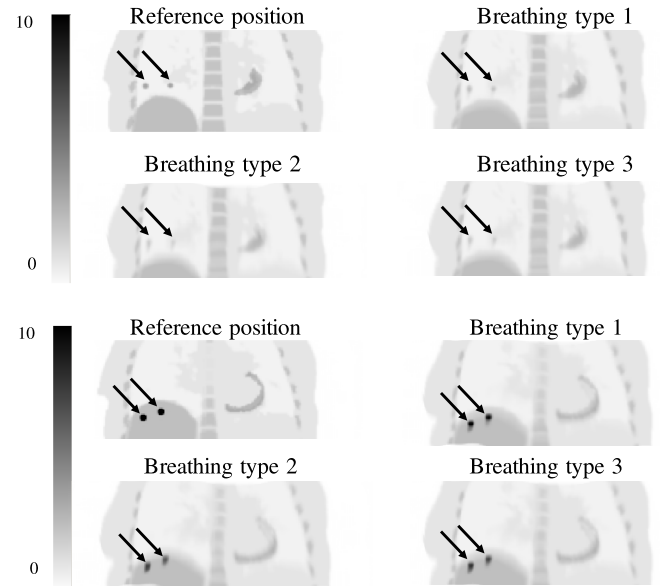 10
Reference position
Breathing type 1
Breathing type 2
Breathing type 3
0
10
Reference position
Breathing type 1
Breathing type 2
Breathing type 3
0